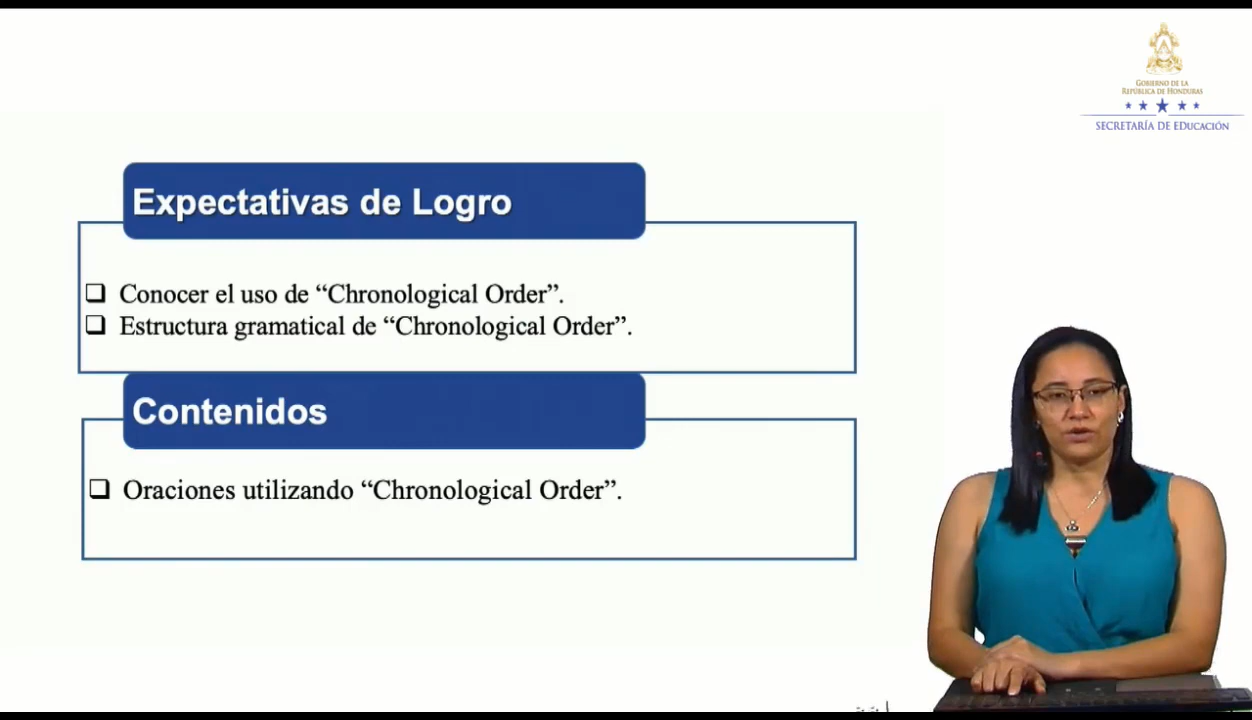 GOBIERNO DE LA
REPÚBLICA DE HONDURAS
SECRETARÍA DE EDUCACIÓN
Expectativas de Logro
Conocer el uso de “Chronological Order”.
Estructura gramatical de “Chronological Order”.
Contenidos
Oraciones utilizando “Chronological Order”.